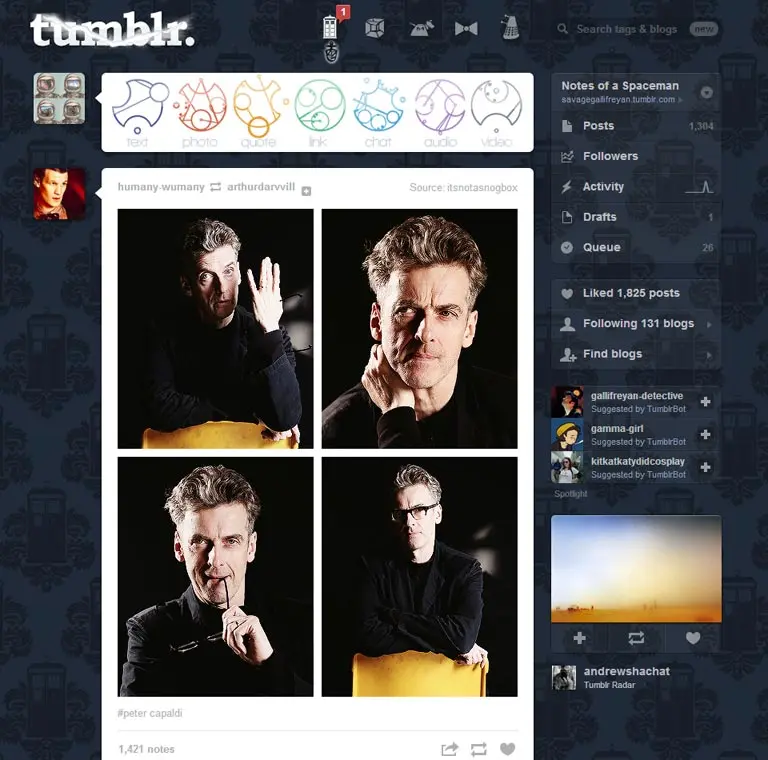 tumblr.
1
Search tags & blogs new
text photo quote link chat audio video
humany-wumany arthurdarvvill
Source: itsnotasnogbox
#peter capaldi
1,421 notes
Notes of a Spaceman
savagegallifreyan.tumblr.com
Posts 1,304
Followers
Activity
Drafts 1
Queue 26
Liked 1,825 posts
Following 131 blogs
Find blogs
gallifreyan-detective
Suggested by TumblrBot
gamma-girl
Suggested by TumblrBot
kitkatkatydidcosplay
Suggested by TumblrBot
Spotlight
andrewshachat
Tumblr Radar